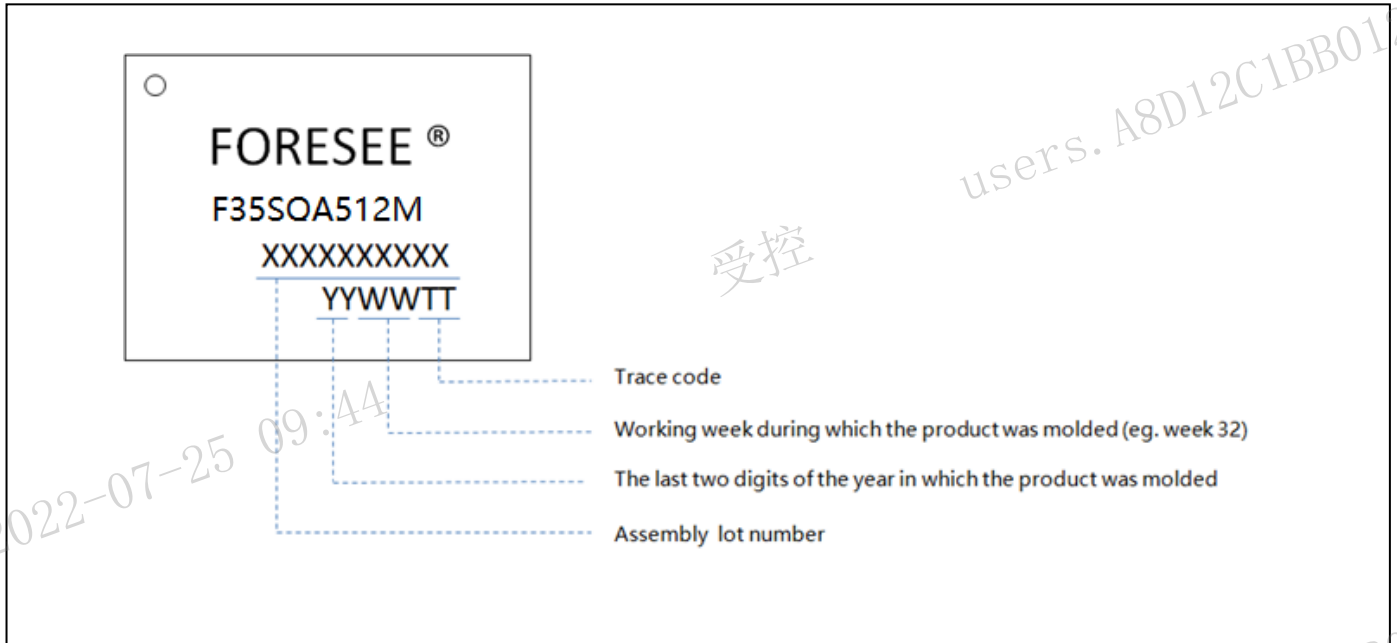 FORESEE ®
F35SQA512M
XXXXXXXXXX
YYWWTT
Trace code
Working week during which the product was molded (eg. week 32)
The last two digits of the year in which the product was molded
Assembly lot number
受控
2022-07-25 09:44